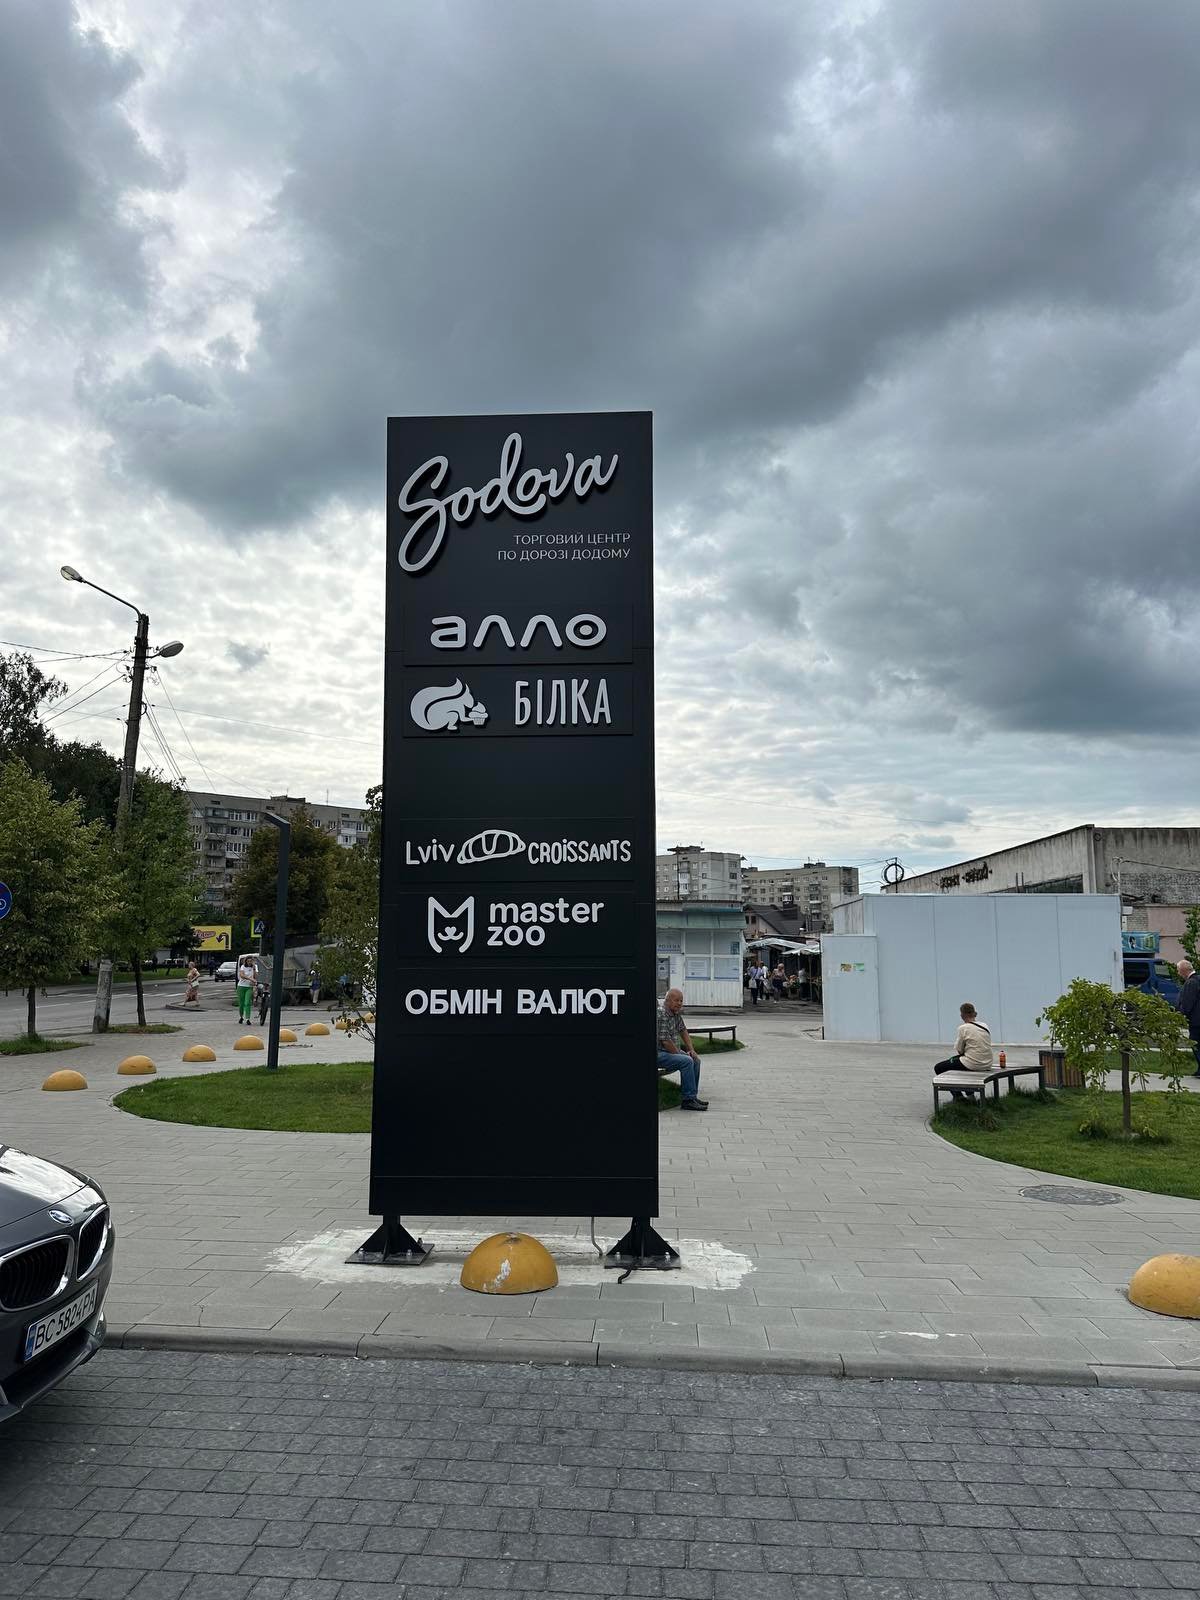 Sodova
ТОРГОВИЙ ЦЕНТР
ПО ДОРОЗІ ДОДОМУ
алло
БІЛКА
Lviv CROiSSANTS
master
zoo
ОБМІН ВАЛЮТ
BC 5824PA